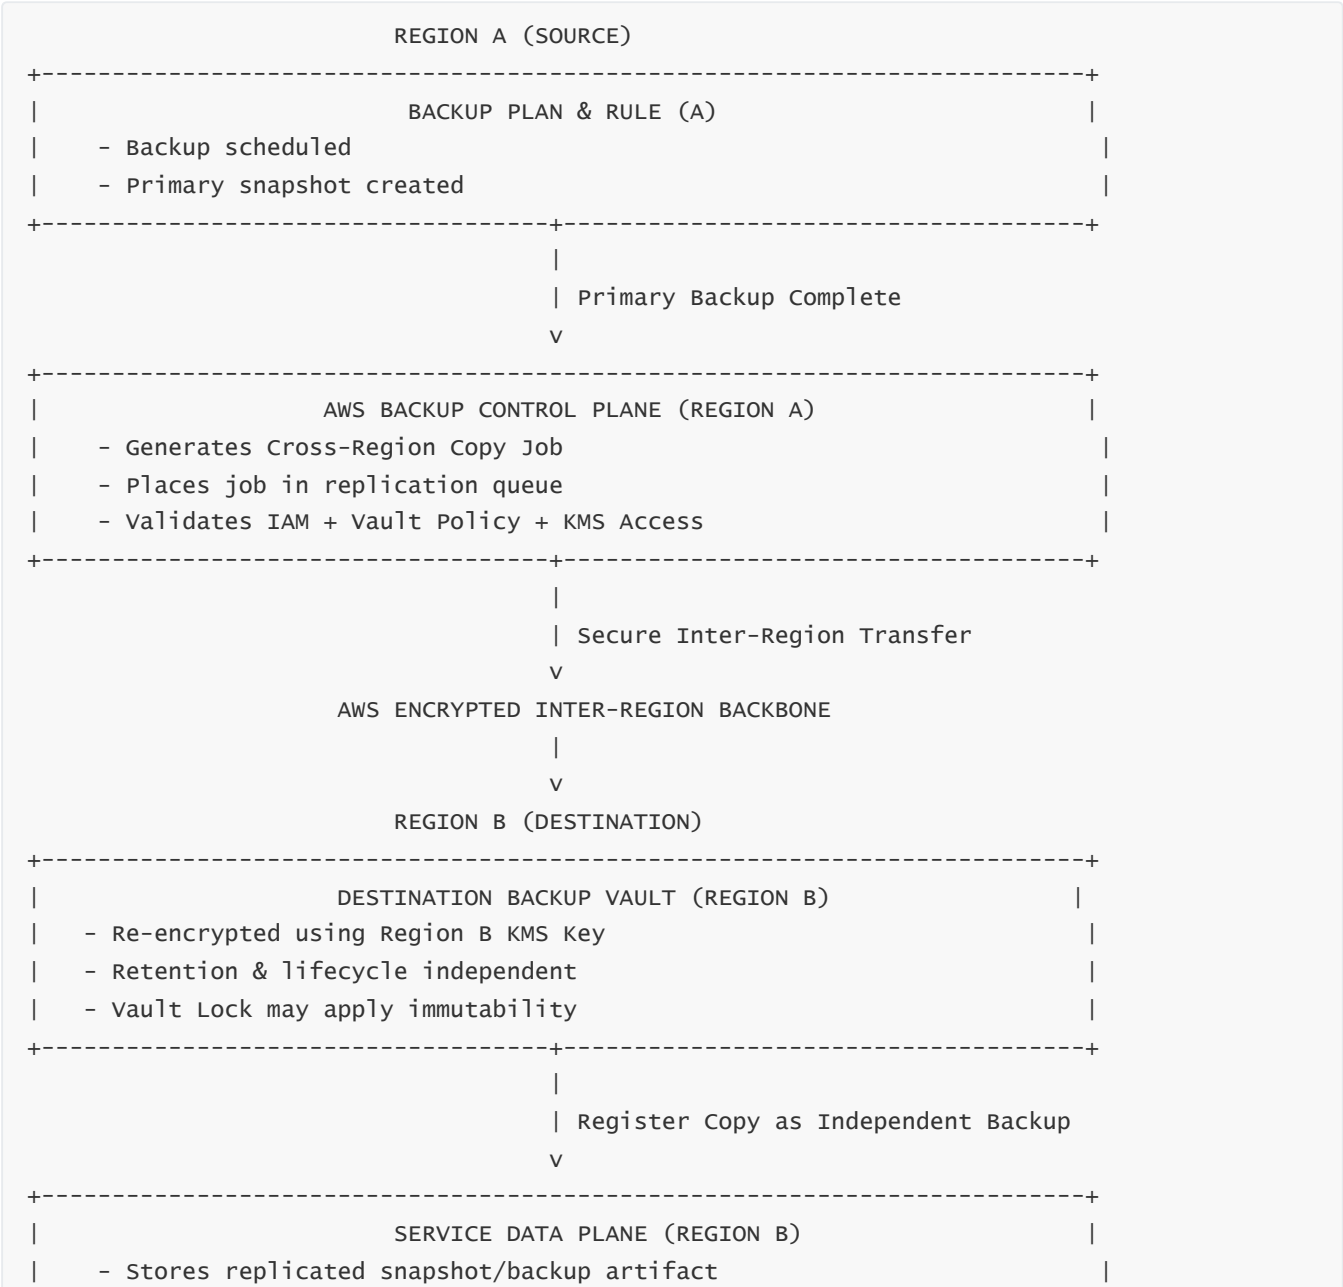 REGION A (SOURCE)
+--------------------------------------------------------------------------+
|                          BACKUP PLAN & RULE (A)                          |
|    - Backup scheduled                                                     |
|    - Primary snapshot created                                             |
+------------------------------------+-------------------------------------+
|
| Primary Backup Complete
v
+--------------------------------------------------------------------------+
|                    AWS BACKUP CONTROL PLANE (REGION A)                   |
|    - Generates Cross-Region Copy Job                                      |
|    - Places job in replication queue                                      |
|    - Validates IAM + Vault Policy + KMS Access                            |
+------------------------------------+-------------------------------------+
|
| Secure Inter-Region Transfer
v
AWS ENCRYPTED INTER-REGION BACKBONE
|
v
REGION B (DESTINATION)
+--------------------------------------------------------------------------+
|                     DESTINATION BACKUP VAULT (REGION B)                 |
|   - Re-encrypted using Region B KMS Key                                  |
|   - Retention & lifecycle independent                                    |
|   - Vault Lock may apply immutability                                    |
+------------------------------------+-------------------------------------+
|
| Register Copy as Independent Backup
v
+--------------------------------------------------------------------------+
|                         SERVICE DATA PLANE (REGION B)                    |
|    - Stores replicated snapshot/backup artifact                           |